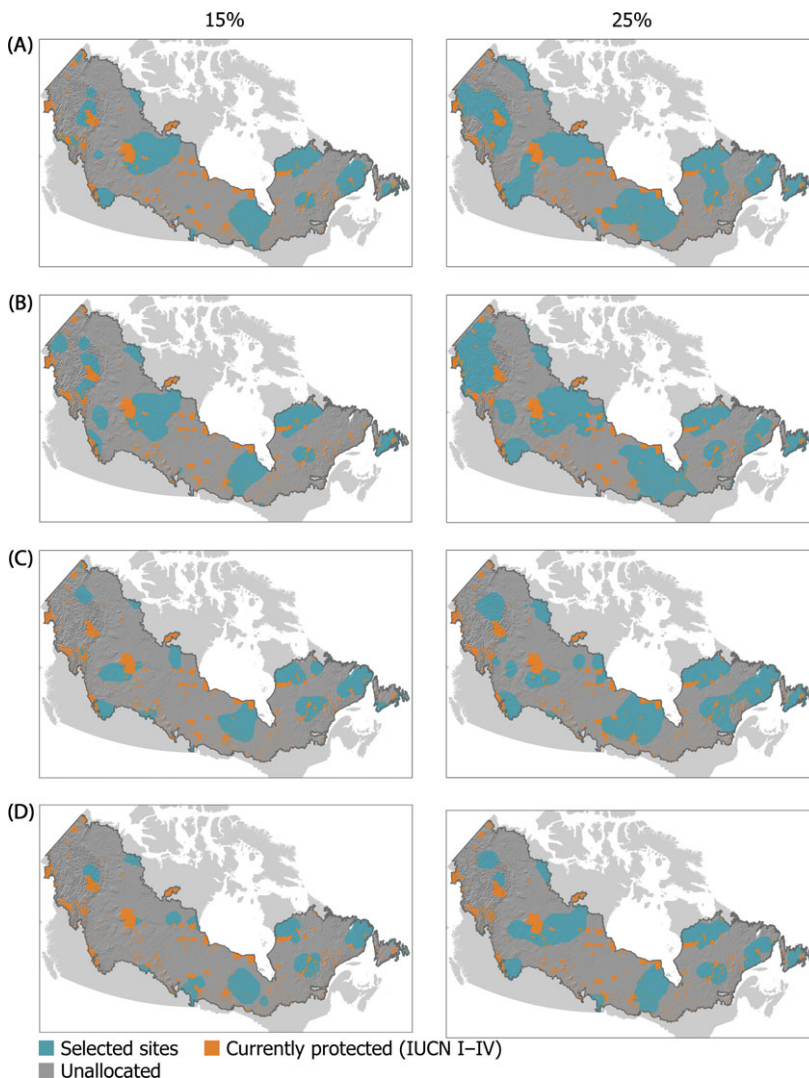 15% 25%
(A)
(B)
(C)
(D)
Selected sites Currently protected (IUCN I–IV)
Unallocated